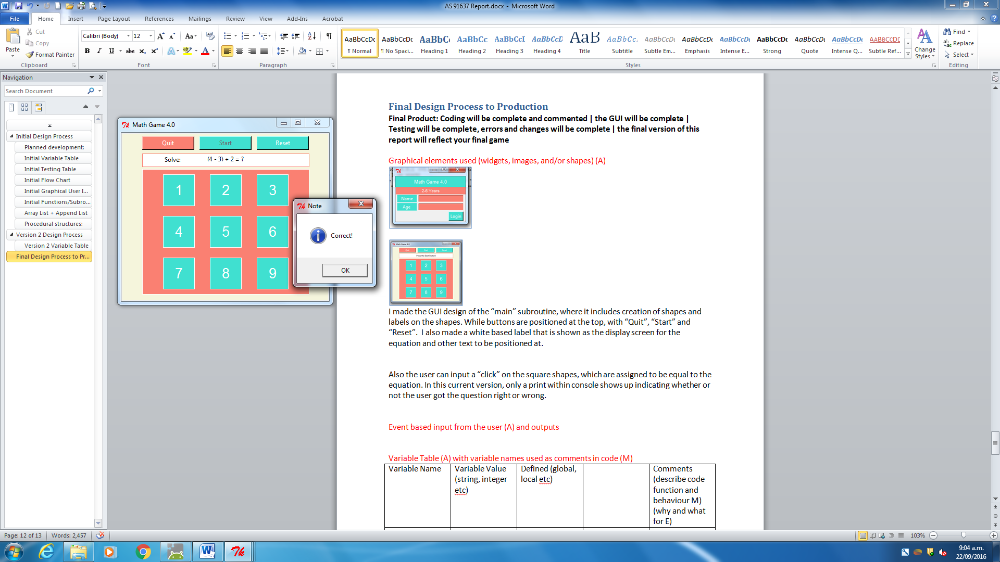 AS 91637 Report.docx - Microsoft Word
File Home Insert Page Layout References Mailings Review View Add-Ins Acrobat
Paste
Cut
Copy
Format Painter
Clipboard
Calibri (Body) 12
Font
Paragraph
AaBbCcDc AaBbCcDc AaBbC AaBbCc AaBbCcI AaBbCcD AaB AaBbCc. AaBbCcDt AaBbCcDt AaBbCcDt AaBbCcDc AaBbCcDt AaBbCcDt AaBbCcDt
¶ Normal ¶ No Spaci... Heading 1 Heading 2 Heading 3 Heading 4 Title Subtitle Subtle Em... Emphasis Intense E... Strong Quote Intense Q... Subtle Ref...
Styles
Change Styles
Find
Replace
Select
Editing
Navigation
Search Document
Initial Design Process
Planned development:
Initial Variable Table
Initial Testing Table
Initial Flow Chart
Initial Graphical User I...
Initial Functions/Subro...
Array List + Append List
Procedural structures:
Version 2 Design Process
Version 2 Variable Table
Final Design Process to Pr...
Math Game 4.0
Quit Start Reset
Solve: (4 - 3) + 2 = ?
1 2 3
4 5 6
7 8 9
Note
Correct!
OK
Final Design Process to Production
Final Product: Coding will be complete and commented | the GUI will be complete |
Testing will be complete, errors and changes will be complete | the final version of this
report will reflect your final game
Graphical elements used (widgets, images, and/or shapes) (A)
Math Game 4.0
2-6 Years
Name
Age
Login
Math Game 4.0
Quit Start Reset
Press the Start Button!
1 2 3
4 5 6
7 8 9
I made the GUI design of the “main” subroutine, where it includes creation of shapes and
labels on the shapes. While buttons are positioned at the top, with “Quit”, “Start” and
“Reset”. I also made a white based label that is shown as the display screen for the
equation and other text to be positioned at.
Also the user can input a “click” on the square shapes, which are assigned to be equal to the
equation. In this current version, only a print within console shows up indicating whether or
not the user got the question right or wrong.
Event based input from the user (A) and outputs
Variable Table (A) with variable names used as comments in code (M)
Variable Name
Variable Value
(string, integer
etc)
Defined (global,
local etc)
Comments
(describe code
function and
behaviour M)
(why and what
for E)
Page: 12 of 13 Words: 2,457
103%
9:04 a.m.
22/09/2016